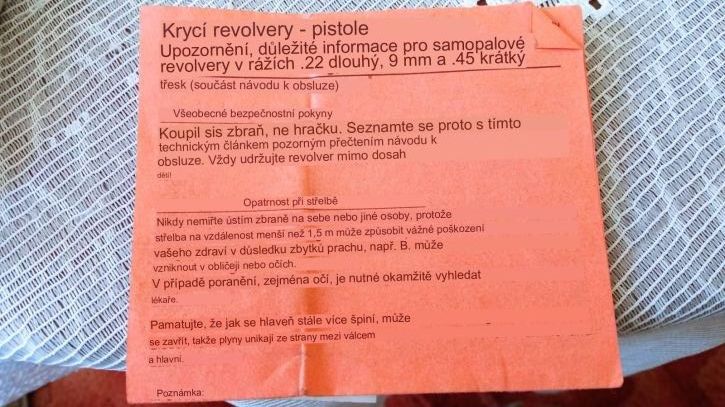 Krycí revolvery - pistole
Upozornění, důležité informace pro samopalové
revolvery v rážích .22 dlouhý, 9 mm a .45 krátký
třesk (součást návodu k obsluze)
Všeobecné bezpečnostní pokyny
Koupil sis zbraň, ne hračku. Seznamte se proto s tímto
technickým článkem pozorným přečtením návodu k
obsluze. Vždy udržujte revolver mimo dosah
dětí!
Opatrnost při střelbě
Nikdy nemiřte ústím zbraně na sebe nebo jiné osoby, protože
střelba na vzdálenost menší než 1,5 m může způsobit vážné poškození
vašeho zdraví v důsledku zbytků prachu, např. B. může
vzniknout v obličeji nebo očích.
V případě poranění, zejména očí, je nutné okamžitě vyhledat
lékaře.
Pamatujte, že jak se hlaveň stále více špiní, může
se zavřít, takže plyny unikají ze strany mezi válcem
a hlavní.
Poznámka: